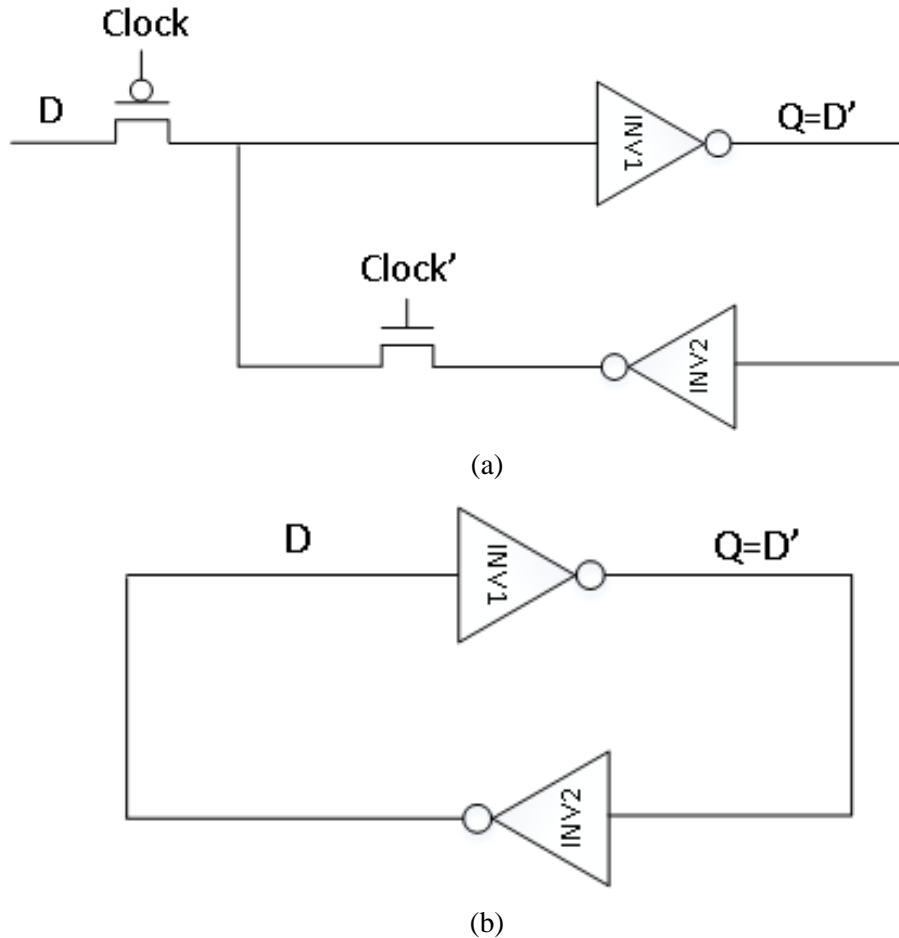 Clock
D
INV1
Q=D’
Clock’
INV2
(a)
D
INV1
Q=D’
INV2
(b)